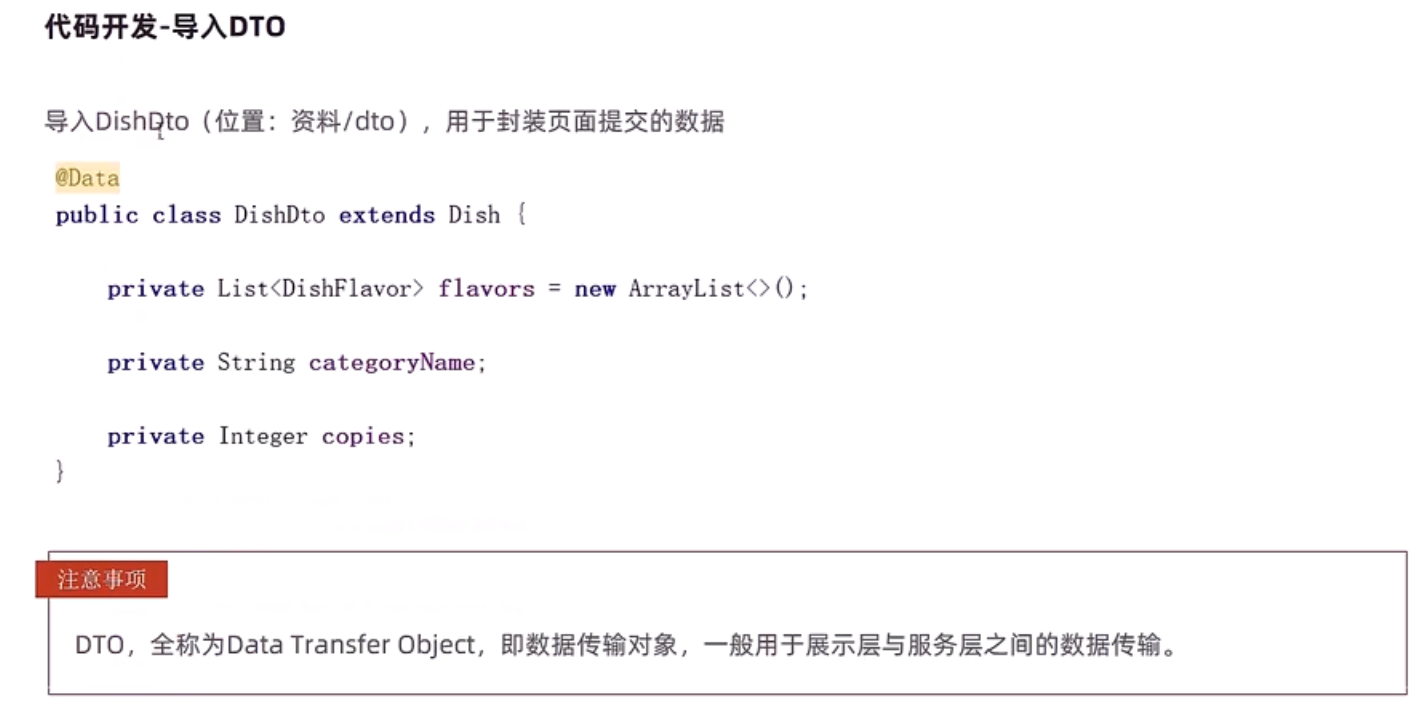 代码开发-导入DTO
导入DishDto（位置：资料/dto），用于封装页面提交的数据
@Data
public class DishDto extends Dish {
private List<DishFlavor> flavors = new ArrayList<>();
private String categoryName;
private Integer copies;
}
注意事项
DTO，全称为Data Transfer Object，即数据传输对象，一般用于展示层与服务层之间的数据传输。